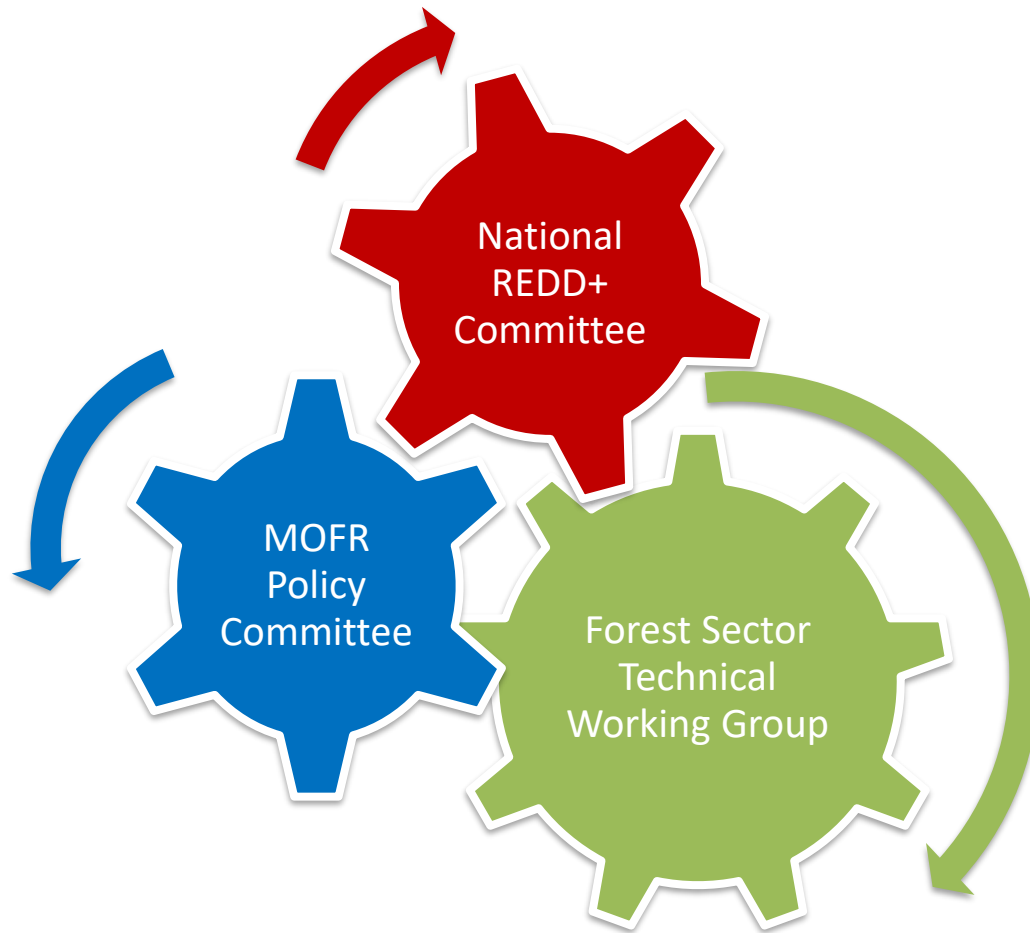 National
REDD+
Committee
MOFR
Policy
Committee
Forest Sector
Technical
Working Group